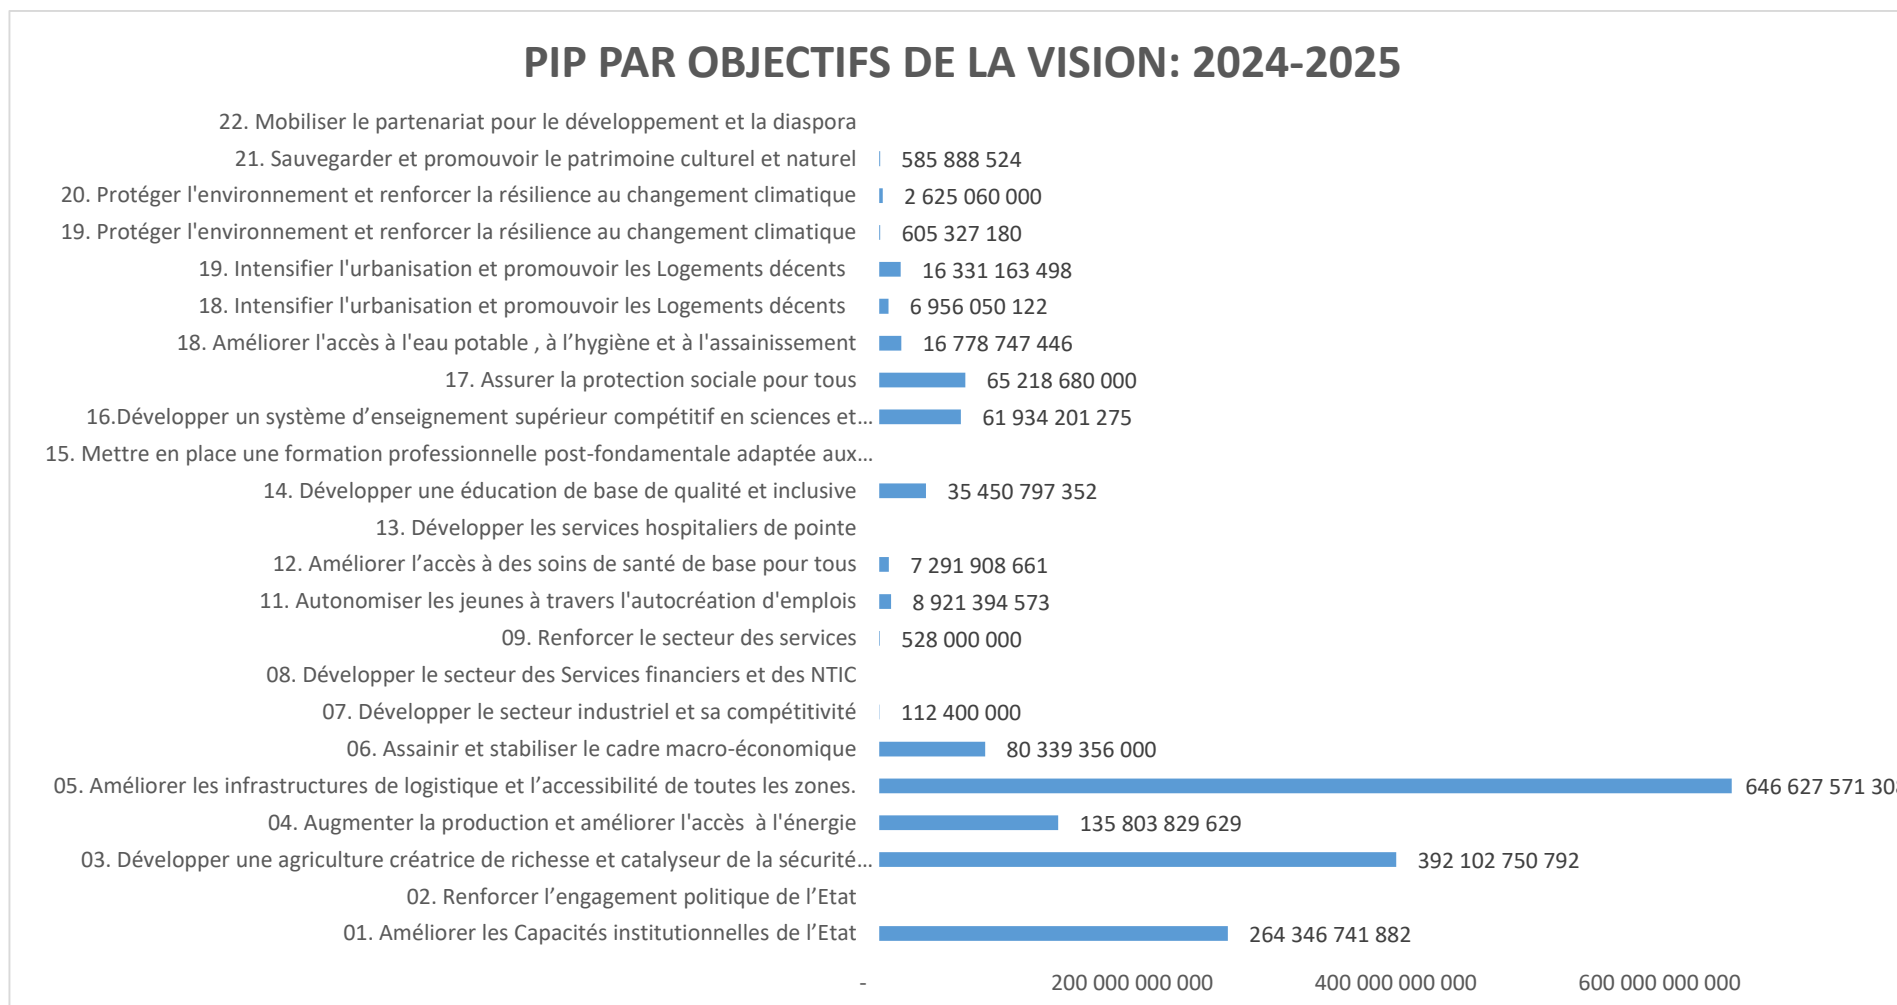 PIP PAR OBJECTIFS DE LA VISION: 2024-2025
22. Mobiliser le partenariat pour le développement et la diaspora
21. Sauvegarder et promouvoir le patrimoine culturel et naturel 585 888 524
20. Protéger l'environnement et renforcer la résilience au changement climatique 2 625 060 000
19. Protéger l'environnement et renforcer la résilience au changement climatique 605 327 180
19. Intensifier l'urbanisation et promouvoir les Logements décents 16 331 163 498
18. Intensifier l'urbanisation et promouvoir les Logements décents 6 956 050 122
18. Améliorer l'accès à l'eau potable , à l’hygiène et à l'assainissement 16 778 747 446
17. Assurer la protection sociale pour tous 65 218 680 000
16.Développer un système d’enseignement supérieur compétitif en sciences et… 61 934 201 275
15. Mettre en place une formation professionnelle post-fondamentale adaptée aux…
14. Développer une éducation de base de qualité et inclusive 35 450 797 352
13. Développer les services hospitaliers de pointe
12. Améliorer l’accès à des soins de santé de base pour tous 7 291 908 661
11. Autonomiser les jeunes à travers l'autocréation d'emplois 8 921 394 573
09. Renforcer le secteur des services 528 000 000
08. Développer le secteur des Services financiers et des NTIC
07. Développer le secteur industriel et sa compétitivité 112 400 000
06. Assainir et stabiliser le cadre macro-économique 80 339 356 000
05. Améliorer les infrastructures de logistique et l’accessibilité de toutes les zones. 646 627 571 308
04. Augmenter la production et améliorer l'accès  à l'énergie 135 803 829 629
03. Développer une agriculture créatrice de richesse et catalyseur de la sécurité… 392 102 750 792
02. Renforcer l’engagement politique de l’Etat
01. Améliorer les Capacités institutionnelles de l’Etat 264 346 741 882
- 200 000 000 000 400 000 000 000 600 000 000 000